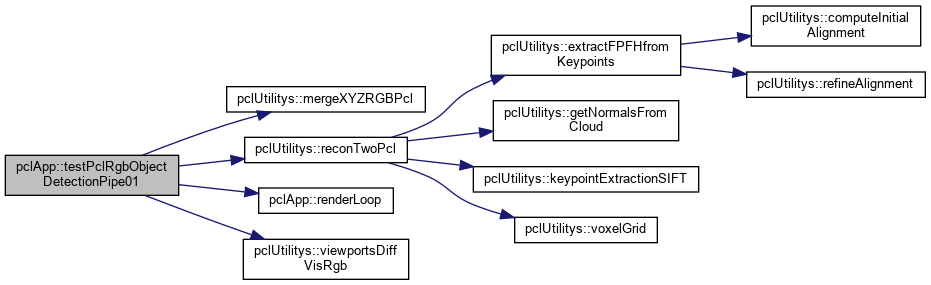 pclApp::testPclRgbObject
DetectionPipe01
pclUtilitys::mergeXYZRGBPcl
pclUtilitys::reconTwoPcl
pclApp::renderLoop
pclUtilitys::viewportsDiff
VisRgb
pclUtilitys::extractFPFHfrom
Keypoints
pclUtilitys::getNormalsFrom
Cloud
pclUtilitys::keypointExtractionSIFT
pclUtilitys::voxelGrid
pclUtilitys::computeInitial
Alignment
pclUtilitys::refineAlignment